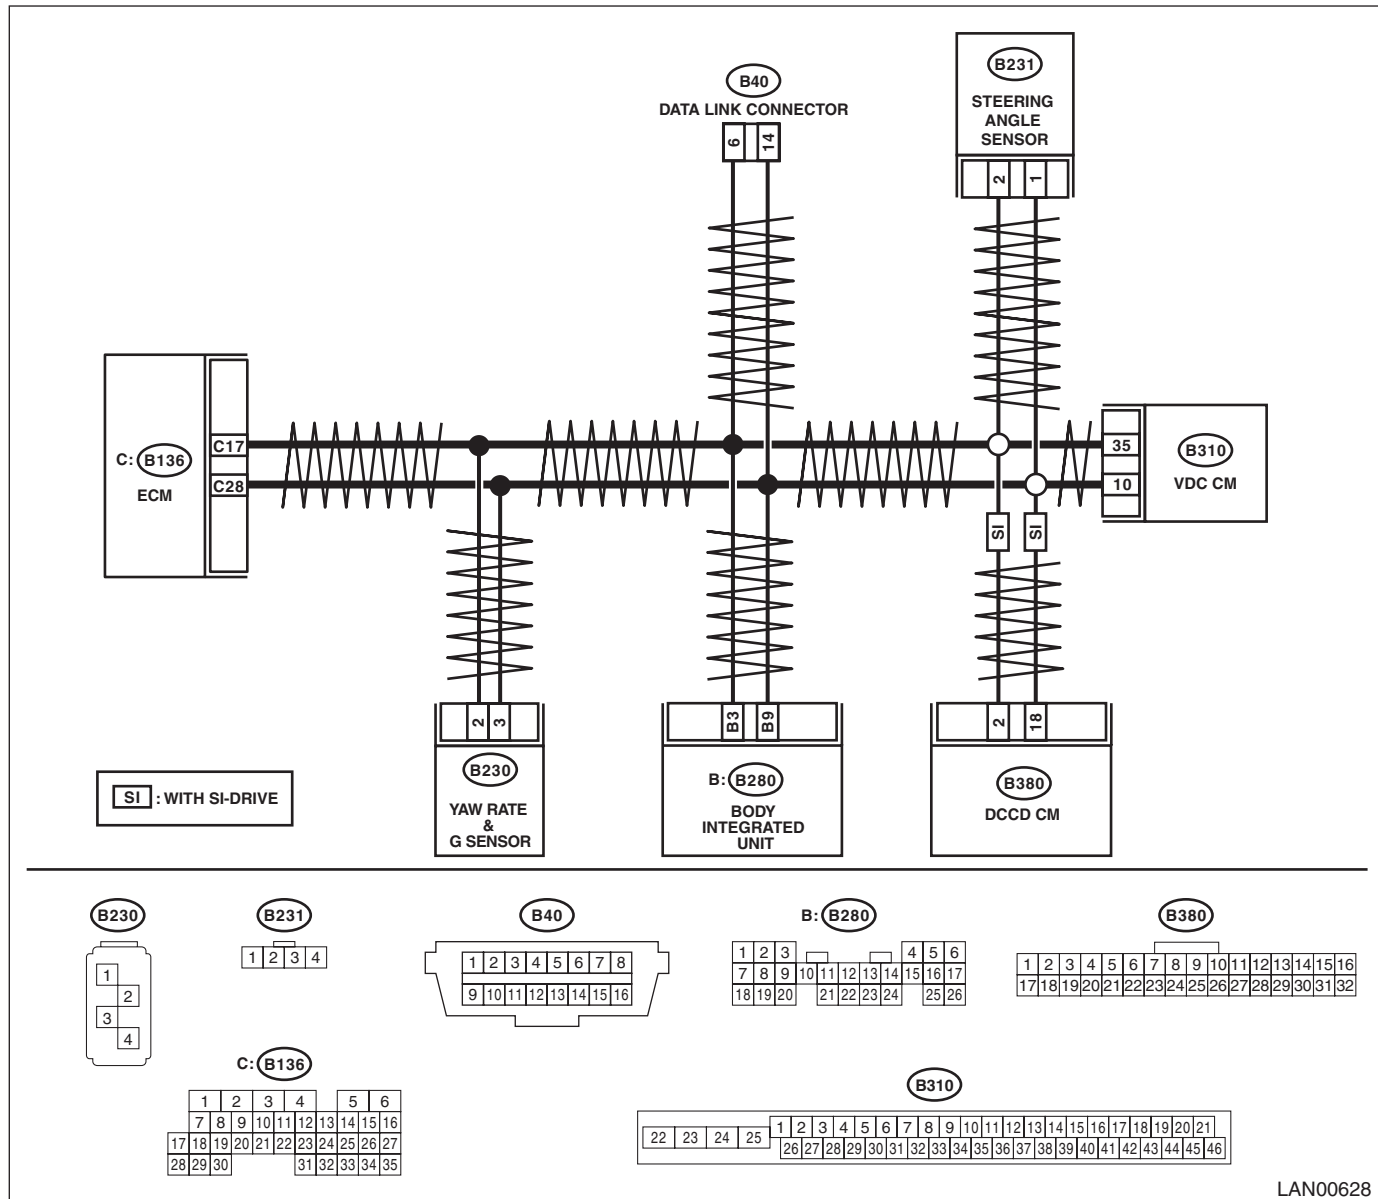 B40
DATA LINK CONNECTOR
6 14
B231
STEERING
ANGLE
SENSOR
2 1
C: B136
ECM
C17
C28
35
10
B310
VDC CM
SI SI
2 3
B230
YAW RATE
&
G SENSOR
B3 B9
B: B280
BODY
INTEGRATED
UNIT
2 18
B380
DCCD CM
SI : WITH SI-DRIVE
B230
1
2
3
4
B231
1 2 3 4
B40
1 2 3 4 5 6 7 8
9 10 11 12 13 14 15 16
B: B280
1 2 3 4 5 6
7 8 9 10 11 12 13 14 15 16 17
18 19 20 21 22 23 24 25 26
B380
1 2 3 4 5 6 7 8 9 10 11 12 13 14 15 16
17 18 19 20 21 22 23 24 25 26 27 28 29 30 31 32
C: B136
1 2 3 4 5 6
7 8 9 10 11 12 13 14 15 16
17 18 19 20 21 22 23 24 25 26 27
28 29 30 31 32 33 34 35
B310
22 23 24 25
1 2 3 4 5 6 7 8 9 10 11 12 13 14 15 16 17 18 19 20 21
26 27 28 29 30 31 32 33 34 35 36 37 38 39 40 41 42 43 44 45 46
LAN00628